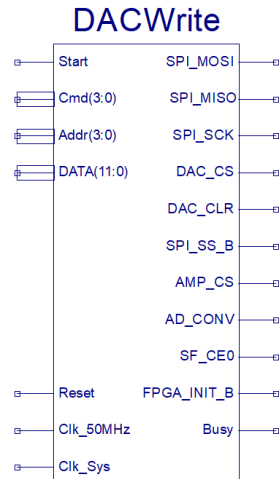 DACWrite
Start SPI_MOSI
Cmd(3:0) SPI_MISO
Addr(3:0) SPI_SCK
DATA(11:0) DAC_CS
DAC_CLR
SPI_SS_B
AMP_CS
AD_CONV
SF_CE0
Reset FPGA_INIT_B
Clk_50MHz Busy
Clk_Sys